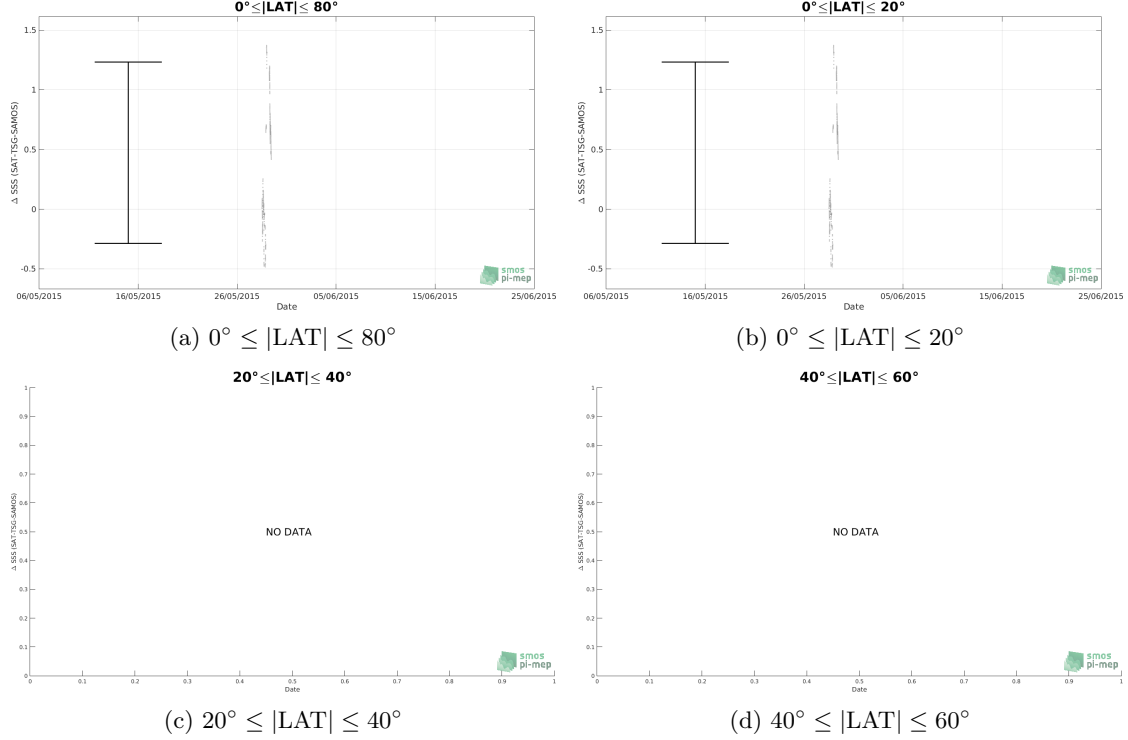 0°≤|LAT|≤ 80°
1.5
1
0.5
0
-0.5
Δ SSS (SAT-TSG-SAMOS)
06/05/2015 16/05/2015 26/05/2015 05/06/2015 15/06/2015 25/06/2015
Date
smos
pi-mep
(a) 0° ≤ |LAT| ≤ 80°
0°≤|LAT|≤ 20°
1.5
1
0.5
0
-0.5
Δ SSS (SAT-TSG-SAMOS)
06/05/2015 16/05/2015 26/05/2015 05/06/2015 15/06/2015 25/06/2015
Date
smos
pi-mep
(b) 0° ≤ |LAT| ≤ 20°
20°≤|LAT|≤ 40°
1
0.9
0.8
0.7
0.6
0.5
0.4
0.3
0.2
0.1
0
Δ SSS (SAT-TSG-SAMOS)
NO DATA
0 0.1 0.2 0.3 0.4 0.5 0.6 0.7 0.8 0.9 1
Date
smos
pi-mep
(c) 20° ≤ |LAT| ≤ 40°
40°≤|LAT|≤ 60°
1
0.9
0.8
0.7
0.6
0.5
0.4
0.3
0.2
0.1
0
Δ SSS (SAT-TSG-SAMOS)
NO DATA
0 0.1 0.2 0.3 0.4 0.5 0.6 0.7 0.8 0.9 1
Date
smos
pi-mep
(d) 40° ≤ |LAT| ≤ 60°